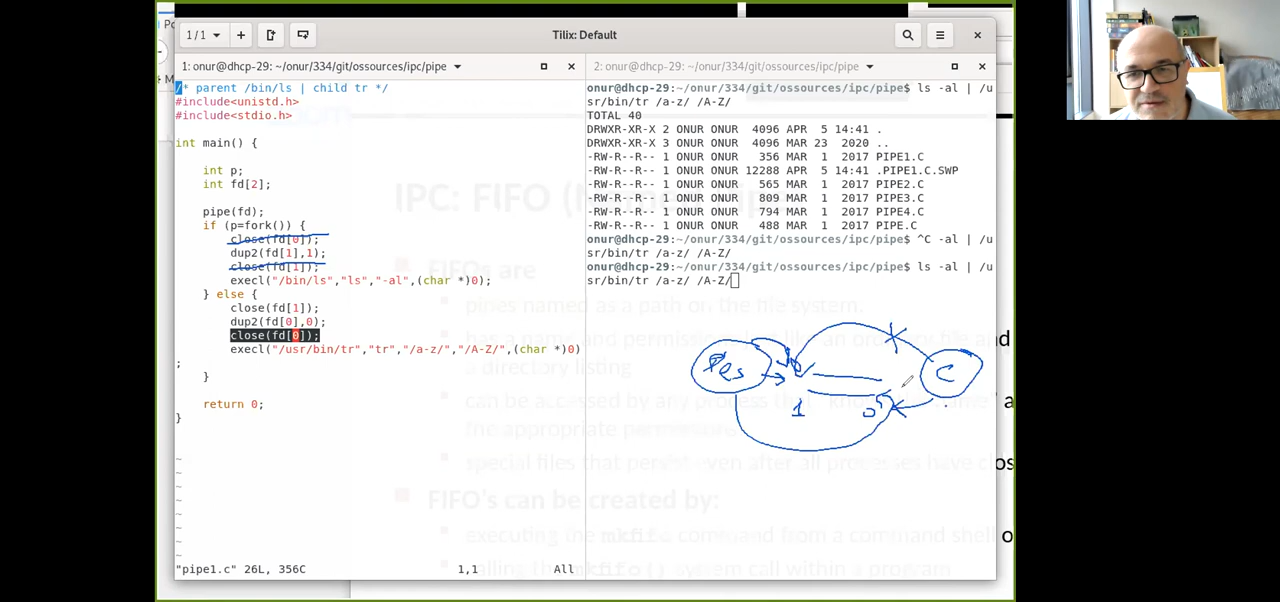 1/1
Tilix: Default
1: onur@dhcp-29: ~/onur/334/git/ossources/ipc/pipe
/* parent /bin/ls | child tr */
#include<unistd.h>
#include<stdio.h>
int main() {
int p;
int fd[2];
pipe(fd);
if (p=fork()) {
close(fd[0]);
dup2(fd[1],1);
close(fd[1]);
execl("/bin/ls","ls","-al",(char *)0);
} else {
close(fd[1]);
dup2(fd[0],0);
close(fd[0]);
execl("/usr/bin/tr","tr","/a-z/","/A-Z/",(char *)0)
;
}
return 0;
}
~
~
~
~
~
~
~
~
"pipe1.c" 26L, 356C 1,1 All
2: onur@dhcp-29: ~/onur/334/git/ossources/ipc/pipe
onur@dhcp-29:~/onur/334/git/ossources/ipc/pipe$ ls -al | /u
sr/bin/tr /a-z/ /A-Z/
TOTAL 40
DRWXR-XR-X 2 ONUR ONUR 4096 APR 5 14:41 .
DRWXR-XR-X 3 ONUR ONUR 4096 MAR 23 2020 ..
-RW-R--R-- 1 ONUR ONUR 356 MAR 1 2017 PIPE1.C
-RW-R--R-- 1 ONUR ONUR 12288 APR 5 14:41 .PIPE1.C.SWP
-RW-R--R-- 1 ONUR ONUR 565 MAR 1 2017 PIPE2.C
-RW-R--R-- 1 ONUR ONUR 809 MAR 1 2017 PIPE3.C
-RW-R--R-- 1 ONUR ONUR 794 MAR 1 2017 PIPE4.C
-RW-R--R-- 1 ONUR ONUR 488 MAR 1 2017 PIPE.C
onur@dhcp-29:~/onur/334/git/ossources/ipc/pipe$ ^C -al | /u
sr/bin/tr /a-z/ /A-Z/
onur@dhcp-29:~/onur/334/git/ossources/ipc/pipe$ ls -al | /u
sr/bin/tr /a-z/ /A-Z/
C
1 0
IPC: FIFO
FIFOs are
pipes named as a path on the file system.
has a name and permissions just like an ordinary file and
a directory listing
can be accessed by any process that
the appropriate
special files that even after all processes have clos
FIFO's can be created by:
executing the mkfifo command from a command shell o
calling the mkfifo() system call within a program